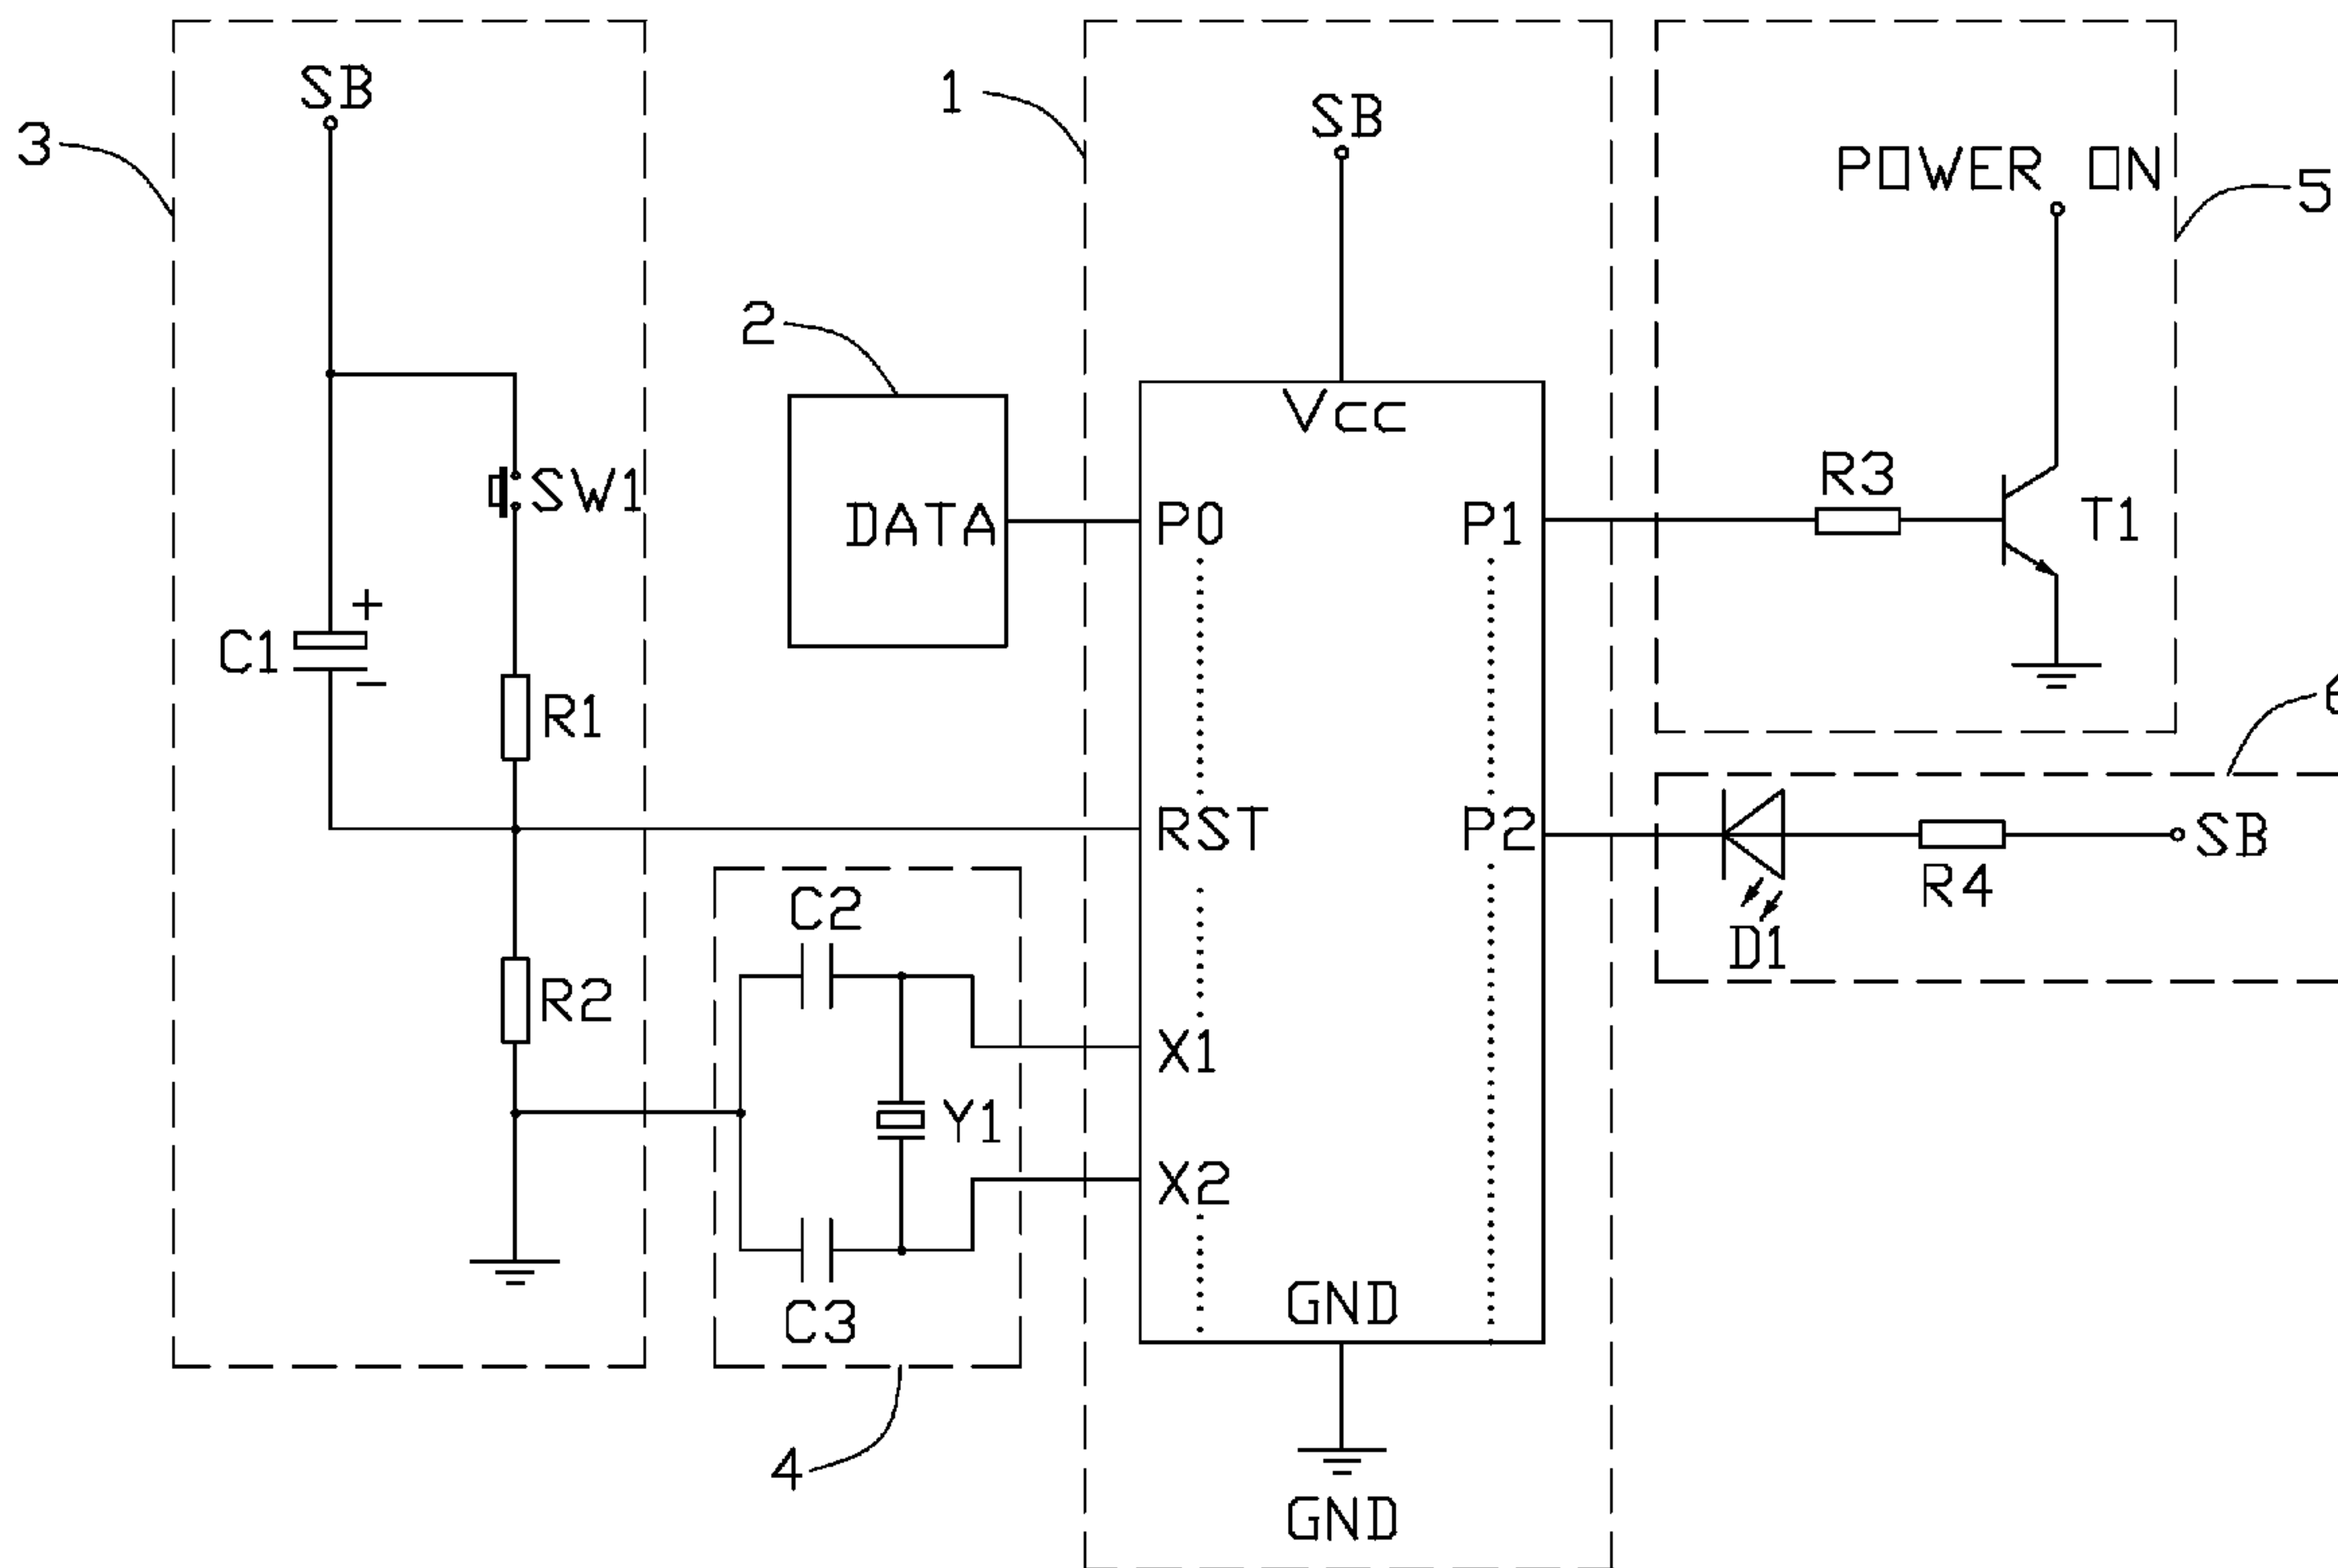 SB
3
1
SB
POWER ON
5
2
Vcc
R3
SW1
DATA
P0
P1
T1
+
C1
-
R1
6
RST
P2
SB
R4
C2
D1
R2
X1
Y1
X2
GND
C3
4
GND